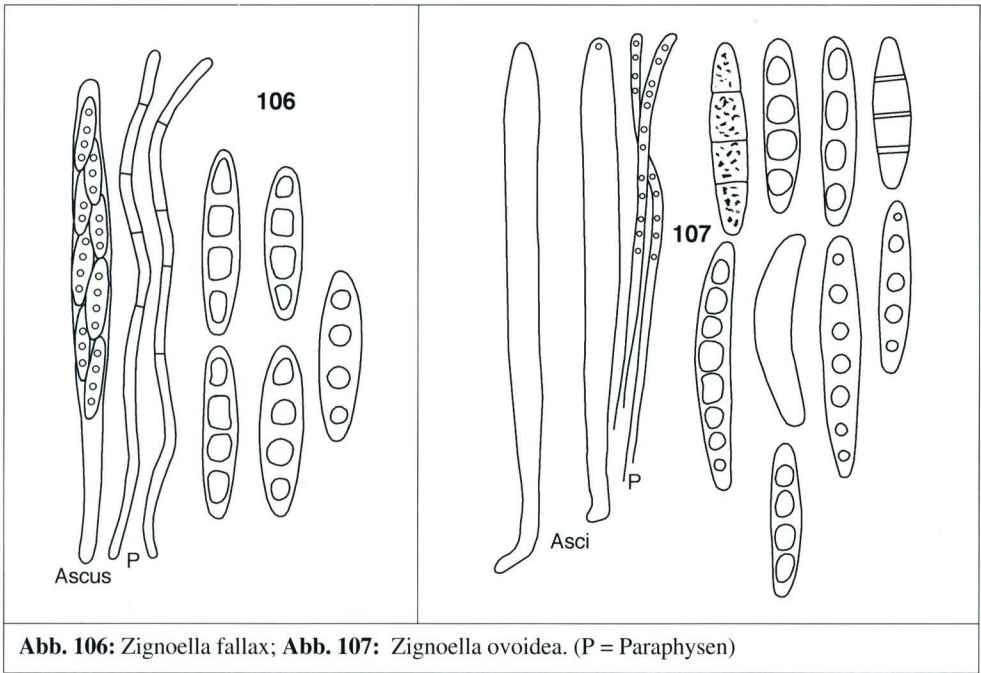 106
Ascus
P
107
Asci
P
Abb. 106: Zignoella fallax; Abb. 107: Zignoella ovoidea. (P = Paraphysen)